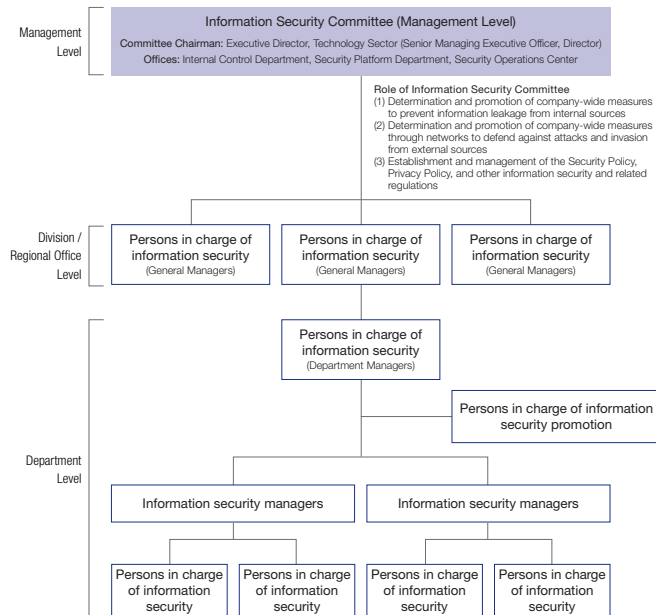 Management
Level
Information Security Committee (Management Level)
Committee Chairman: Executive Director, Technology Sector (Senior Managing Executive Officer, Director)
Offices: Internal Control Department, Security Platform Department, Security Operations Center
Role of Information Security Committee
(1) Determination and promotion of company-wide measures
to prevent information leakage from internal sources
(2) Determination and promotion of company-wide measures
through networks to defend against attacks and invasion
from external sources
(3) Establishment and management of the Security Policy,
Privacy Policy, and other information security and related
regulations
Division /
Regional Office
Level
Persons in charge of
information security
(General Managers)
Persons in charge of
information security
(General Managers)
Persons in charge of
information security
(General Managers)
Department
Level
Persons in charge of
information security
(Department Managers)
Persons in charge of information
security promotion
Information security managers
Information security managers
Persons in charge
of information
security
Persons in charge
of information
security
Persons in charge
of information
security
Persons in charge
of information
security